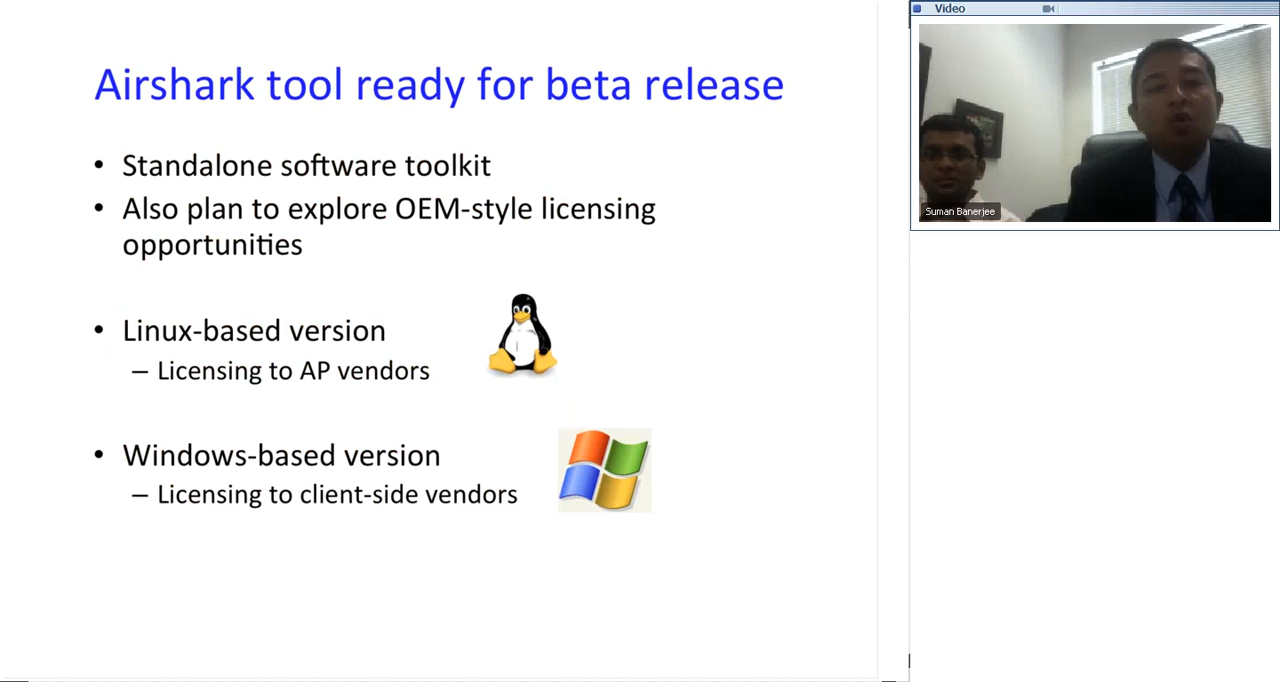 Airshark tool ready for beta release
• Standalone software toolkit
• Also plan to explore OEM-style licensing
opportunities
• Linux-based version
– Licensing to AP vendors
• Windows-based version
– Licensing to client-side vendors
Video
Suman Banerjee